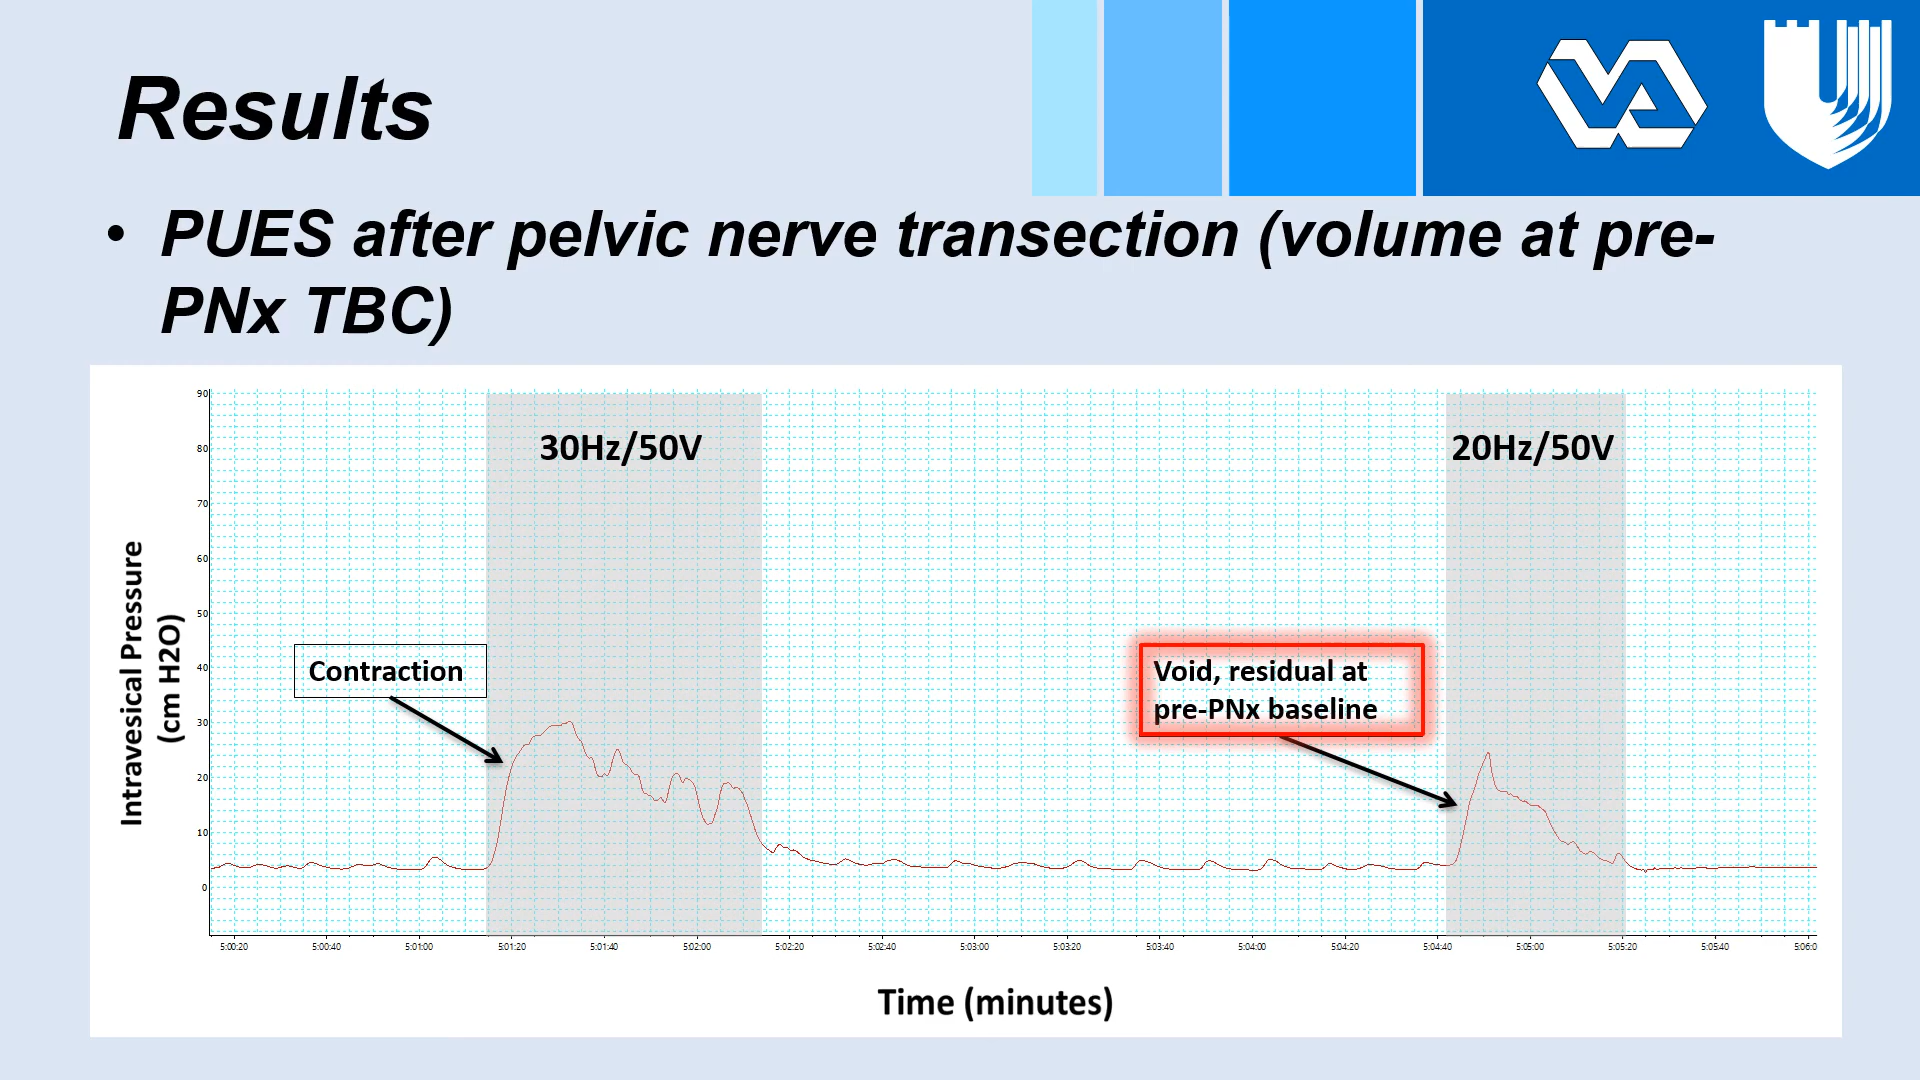 Results
• PUES after pelvic nerve transection (volume at pre-
PNx TBC)
30Hz/50V
20Hz/50V
Contraction
Void, residual at
pre-PNx baseline
Intravesical Pressure
(cm H2O)
90
80
70
60
50
40
30
20
10
0
5:00:20 5:00:40 5:01:00 5:01:20 5:01:40 5:02:00 5:02:20 5:02:40 5:03:00 5:03:20 5:03:40 5:04:00 5:04:20 5:04:40 5:05:00 5:05:20 5:05:40 5:06:0
Time (minutes)